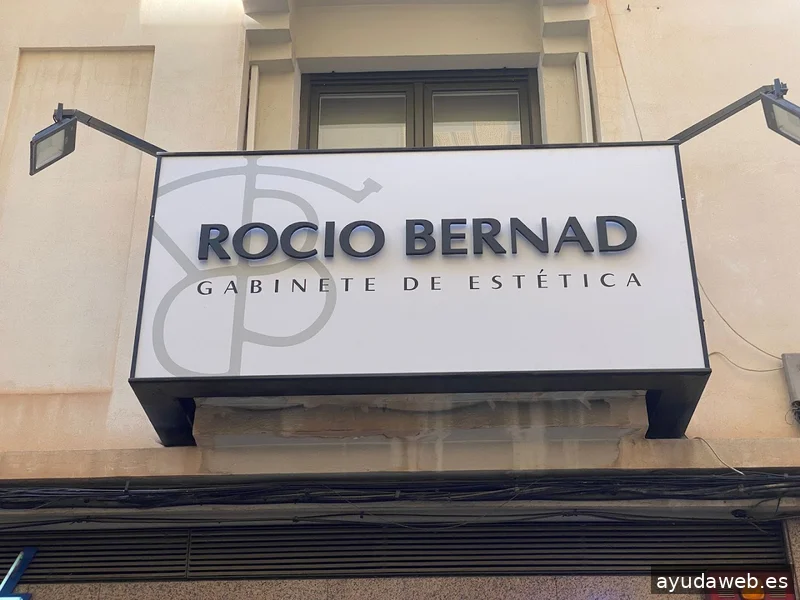 ROCIO BERNAD
GABINETE DE ESTÉTICA
ayudaweb.es